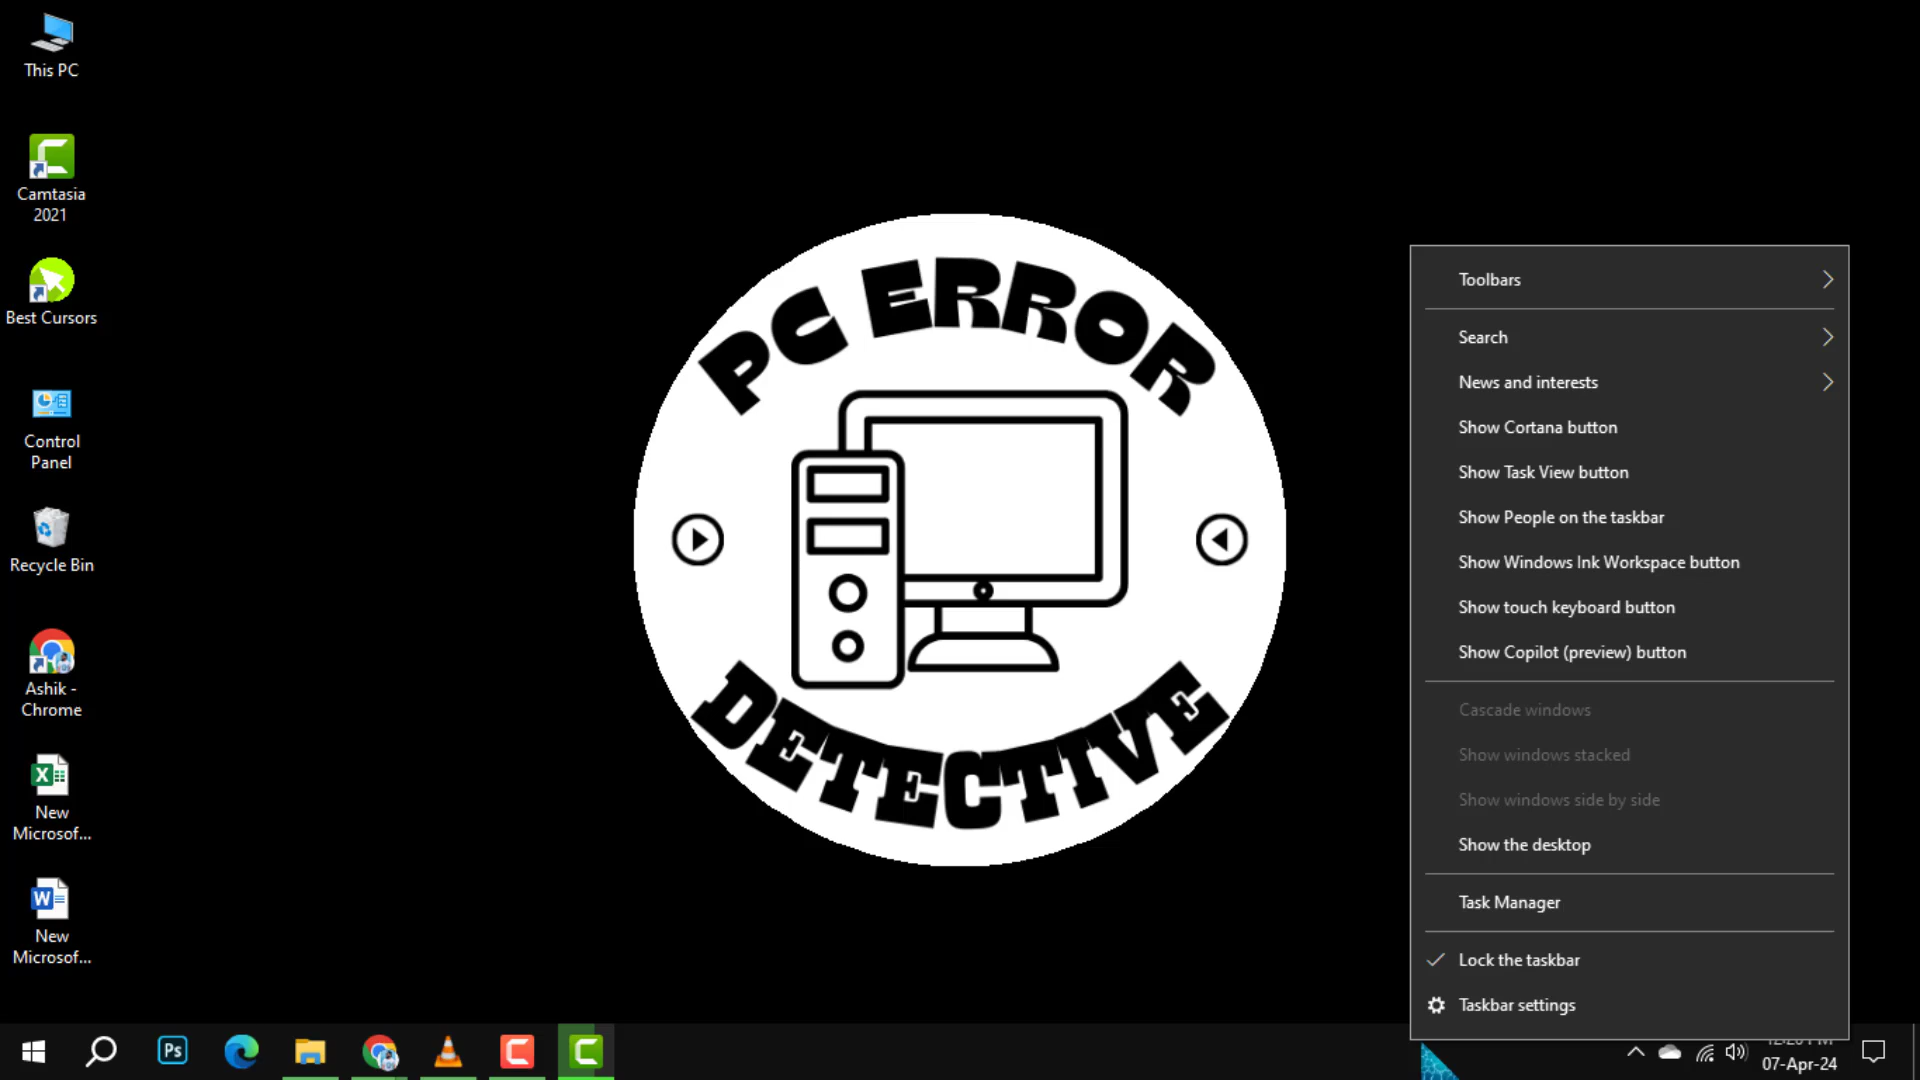 This PC
Camtasia
2021
Best Cursors
Control
Panel
Recycle Bin
Ashik -
Chrome
New
Microsof...
New
Microsof...
PC ERROR
DETECTIVE
Toolbars
Search
News and interests
Show Cortana button
Show Task View button
Show People on the taskbar
Show Windows Ink Workspace button
Show touch keyboard button
Show Copilot (preview) button
Cascade windows
Show windows stacked
Show windows side by side
Show the desktop
Task Manager
Lock the taskbar
Taskbar settings
Ps
07-Apr-24